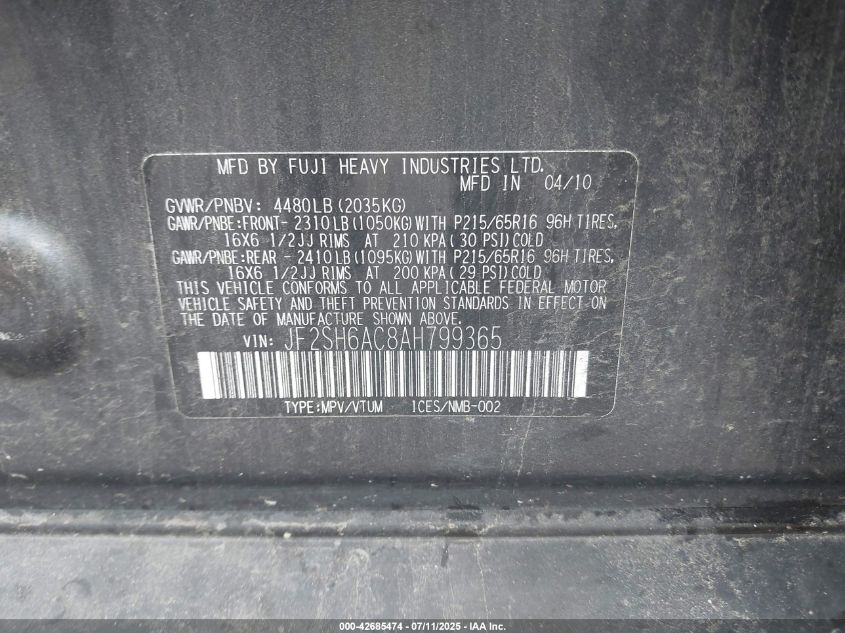 MFD BY FUJI HEAVY INDUSTRIES LTD.
MFD IN 04/10
GVWR/PNBV: 4480LB (2035KG)
GAWR/PNBE:FRONT- 2310LB (1050KG) WITH P215/65R16 96H TIRES,
16X6 1/2JJ RIMS AT 210 KPA (30 PSI) COLD
GAWR/PNBE:REAR - 2410LB (1095KG) WITH P215/65R16 96H TIRES,
16X6 1/2JJ RIMS AT 200 KPA (29 PSI) COLD
THIS VEHICLE CONFORMS TO ALL APPLICABLE FEDERAL MOTOR
VEHICLE SAFETY AND THEFT PREVENTION STANDARDS IN EFFECT ON
THE DATE OF MANUFACTURE SHOWN ABOVE.
VIN: JF2SH6AC8AH799365
TYPE:MPV/VTUM ICES/NMB-002
000-42685474 - 07/11/2025 - IAA Inc.